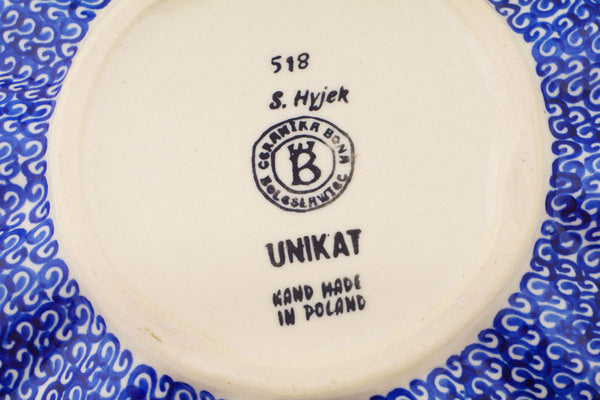 518
S. Hyjek
CERAMIKA BONA
B
BOLESŁAWIEC
UNIKAT
HAND MADE
IN POLAND